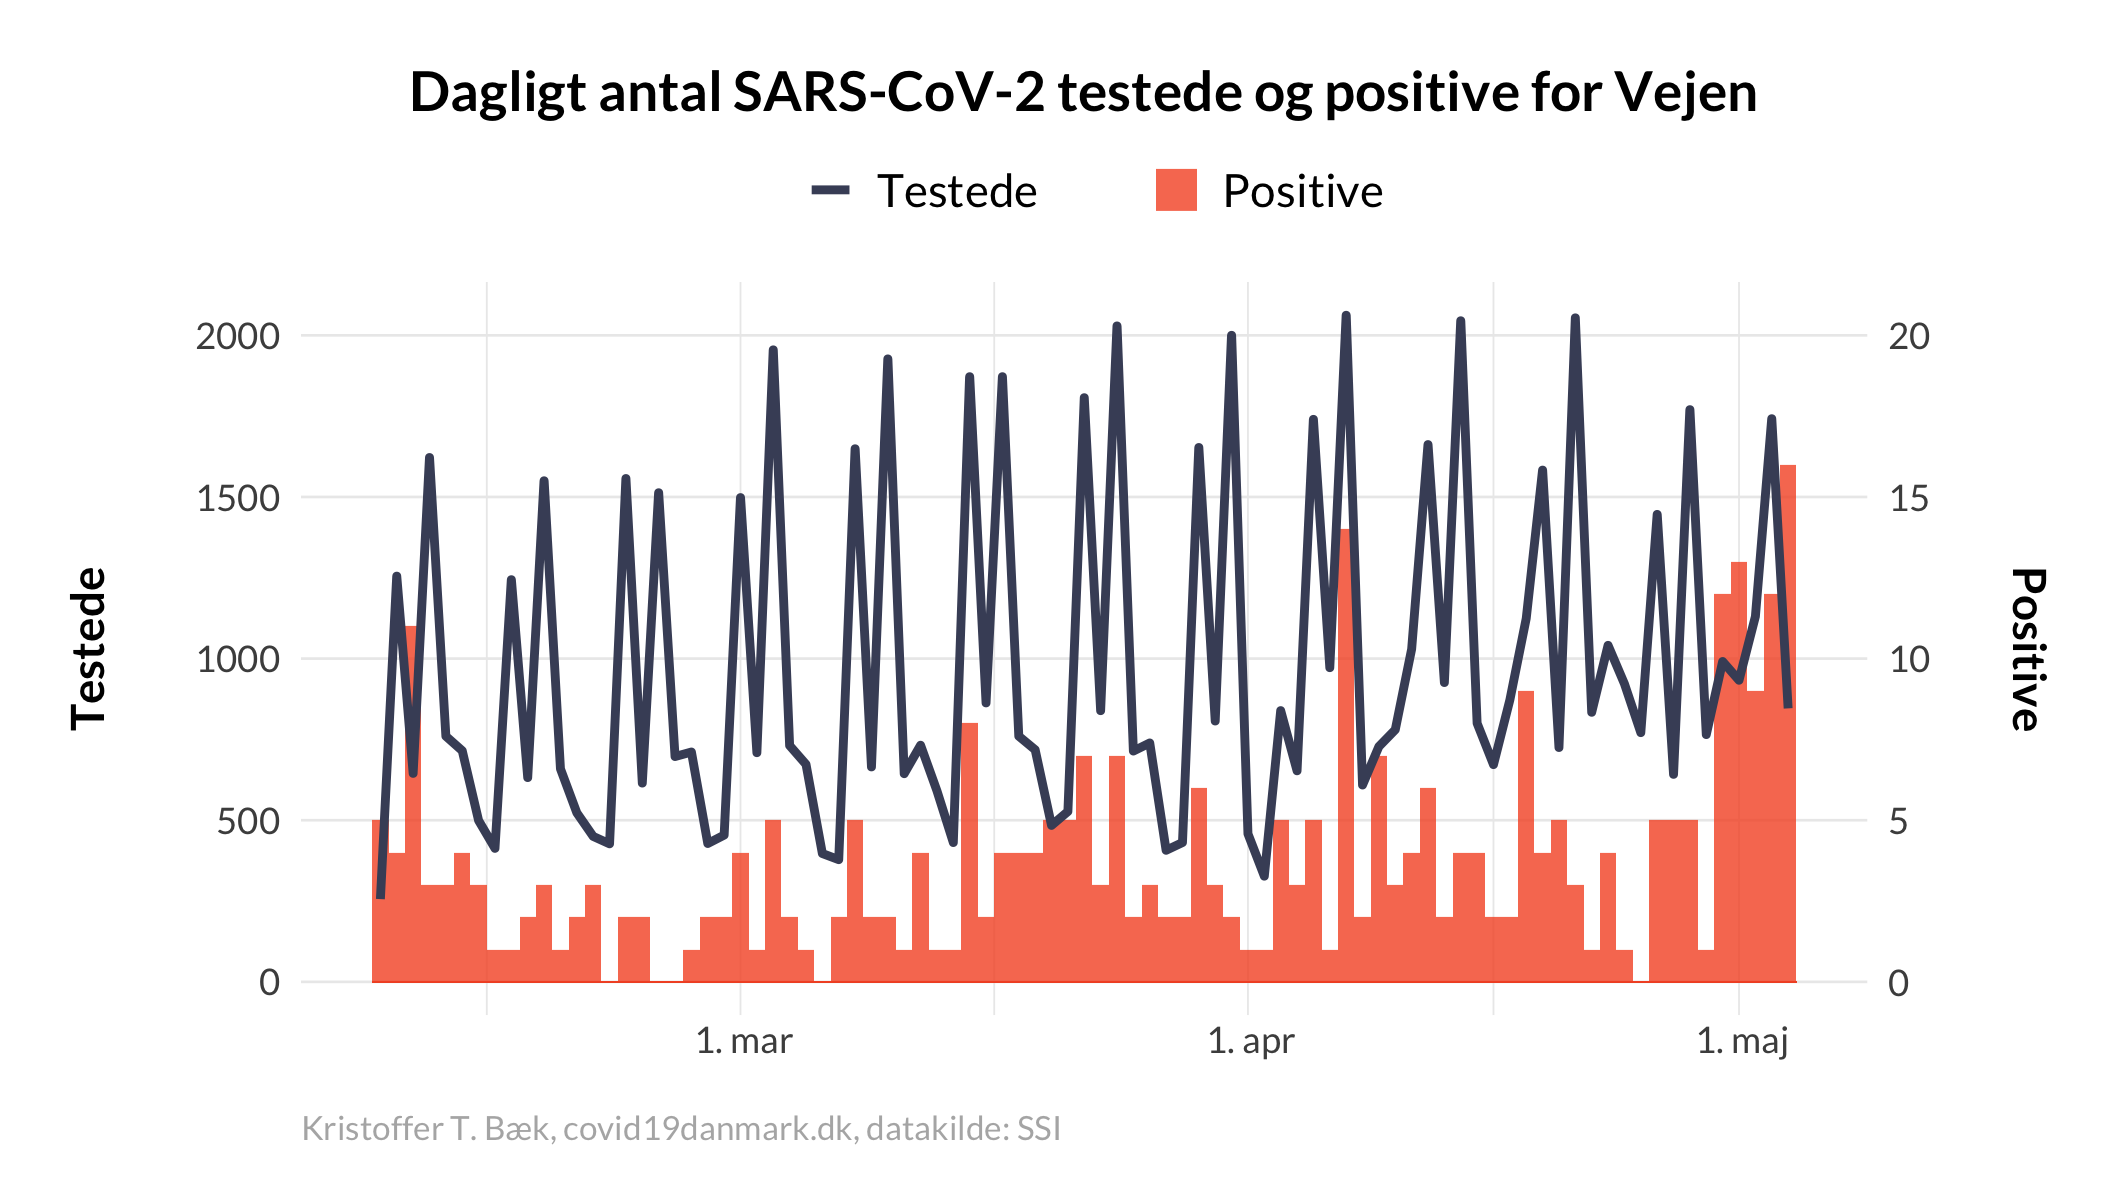 Dagligt antal SARS-CoV-2 testede og positive for Vejen
Testede
Positive
2000
1500
1000
500
0
Testede
20
15
10
5
0
Positive
1. mar
1. apr
1. maj
Kristoffer T. Bæk, covid19danmark.dk, datakilde: SSI